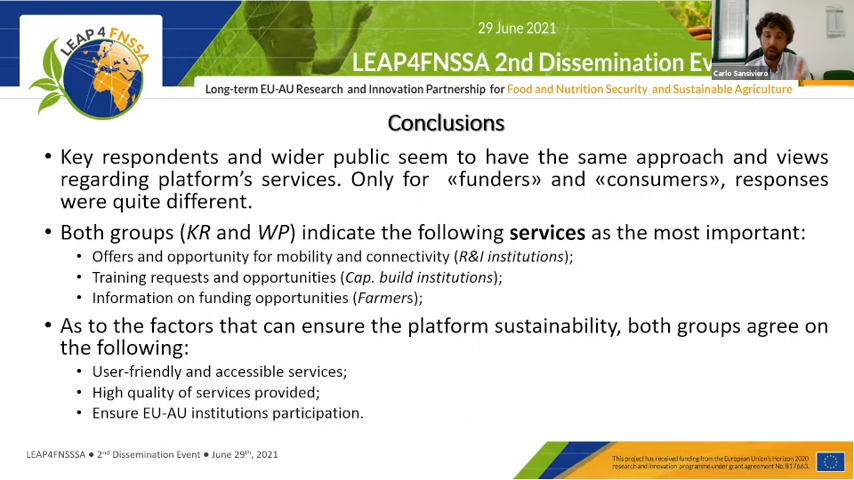 29 June 2021
LEAP4FNSSA 2nd Dissemination Ev
Carlo Sansiviero
LEAP 4 FNSSA
Long-term EU-AU Research and Innovation Partnership for Food and Nutrition Security and Sustainable Agriculture
Conclusions
• Key respondents and wider public seem to have the same approach and views
regarding platform's services. Only for «funders» and «consumers», responses
were quite different.
• Both groups (KR and WP) indicate the following services as the most important:
• Offers and opportunity for mobility and connectivity (R&I institutions);
• Training requests and opportunities (Cap. build institutions);
• Information on funding opportunities (Farmers);
• As to the factors that can ensure the platform sustainability, both groups agree on
the following:
• User-friendly and accessible services;
• High quality of services provided;
• Ensure EU-AU institutions participation.
LEAP4FNSSSA ● 2nd Dissemination Event ● June 29th, 2021
This project has received funding from the European Union's Horizon 2020
research and innovation programme under grant agreement No. 817663.